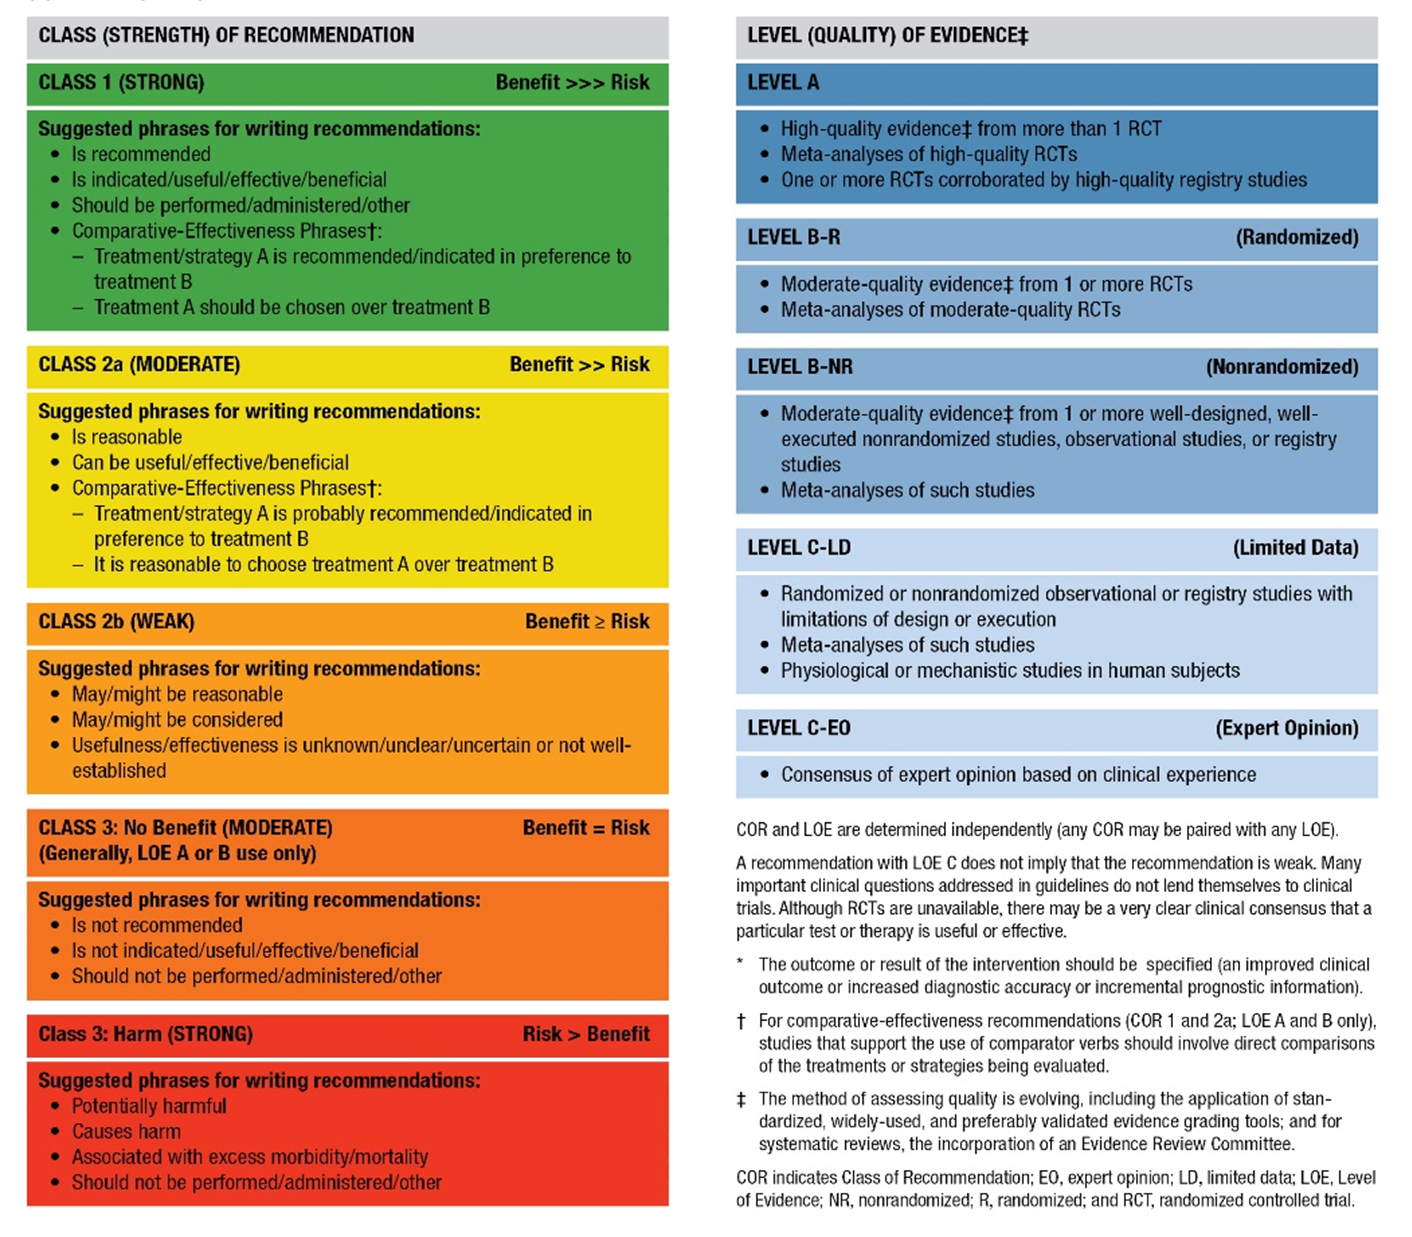 CLASS (STRENGTH) OF RECOMMENDATION
CLASS 1 (STRONG) Benefit >>> Risk
Suggested phrases for writing recommendations:
• Is recommended
• Is indicated/useful/effective/beneficial
• Should be performed/administered/other
• Comparative-Effectiveness Phrases†:
– Treatment/strategy A is recommended/indicated in preference to
treatment B
– Treatment A should be chosen over treatment B
CLASS 2a (MODERATE) Benefit >> Risk
Suggested phrases for writing recommendations:
• Is reasonable
• Can be useful/effective/beneficial
• Comparative-Effectiveness Phrases†:
– Treatment/strategy A is probably recommended/indicated in
preference to treatment B
– It is reasonable to choose treatment A over treatment B
CLASS 2b (WEAK) Benefit ≥ Risk
Suggested phrases for writing recommendations:
• May/might be reasonable
• May/might be considered
• Usefulness/effectiveness is unknown/unclear/uncertain or not well-
established
CLASS 3: No Benefit (MODERATE) Benefit = Risk
(Generally, LOE A or B use only)
Suggested phrases for writing recommendations:
• Is not recommended
• Is not indicated/useful/effective/beneficial
• Should not be performed/administered/other
Class 3: Harm (STRONG) Risk > Benefit
Suggested phrases for writing recommendations:
• Potentially harmful
• Causes harm
• Associated with excess morbidity/mortality
• Should not be performed/administered/other
LEVEL (QUALITY) OF EVIDENCE‡
LEVEL A
• High-quality evidence‡ from more than 1 RCT
• Meta-analyses of high-quality RCTs
• One or more RCTs corroborated by high-quality registry studies
LEVEL B-R (Randomized)
• Moderate-quality evidence‡ from 1 or more RCTs
• Meta-analyses of moderate-quality RCTs
LEVEL B-NR (Nonrandomized)
• Moderate-quality evidence‡ from 1 or more well-designed, well-
executed nonrandomized studies, observational studies, or registry
studies
• Meta-analyses of such studies
LEVEL C-LD (Limited Data)
• Randomized or nonrandomized observational or registry studies with
limitations of design or execution
• Meta-analyses of such studies
• Physiological or mechanistic studies in human subjects
LEVEL C-EO (Expert Opinion)
• Consensus of expert opinion based on clinical experience
COR and LOE are determined independently (any COR may be paired with any LOE).
A recommendation with LOE C does not imply that the recommendation is weak. Many
important clinical questions addressed in guidelines do not lend themselves to clinical
trials. Although RCTs are unavailable, there may be a very clear clinical consensus that a
particular test or therapy is useful or effective.
* The outcome or result of the intervention should be specified (an improved clinical
outcome or increased diagnostic accuracy or incremental prognostic information).
† For comparative-effectiveness recommendations (COR 1 and 2a; LOE A and B only),
studies that support the use of comparator verbs should involve direct comparisons
of the treatments or strategies being evaluated.
‡ The method of assessing quality is evolving, including the application of stan-
dardized, widely-used, and preferably validated evidence grading tools; and for
systematic reviews, the incorporation of an Evidence Review Committee.
COR indicates Class of Recommendation; EO, expert opinion; LD, limited data; LOE, Level
of Evidence; NR, nonrandomized; R, randomized; and RCT, randomized controlled trial.